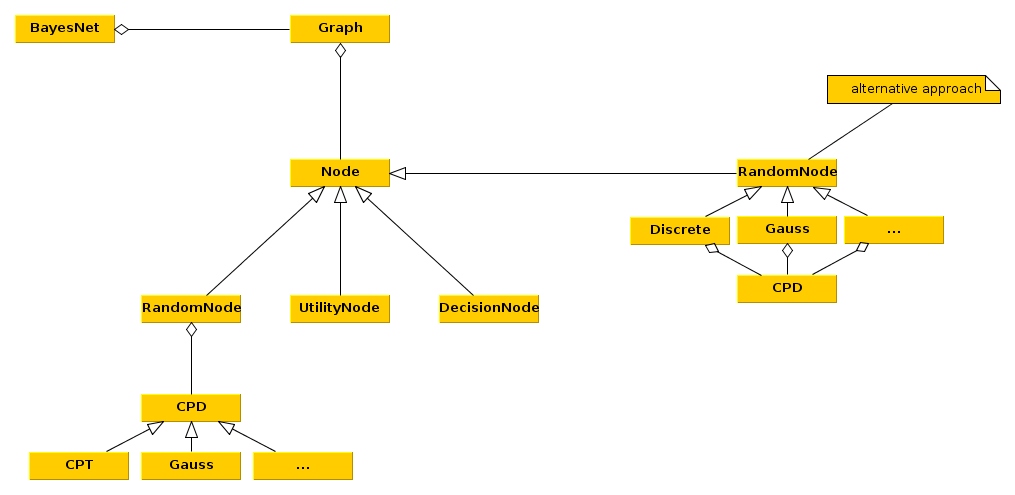 BayesNet
Graph
alternative approach
Node
RandomNode
Discrete
Gauss
...
CPD
RandomNode
UtilityNode
DecisionNode
CPD
CPT
Gauss
...